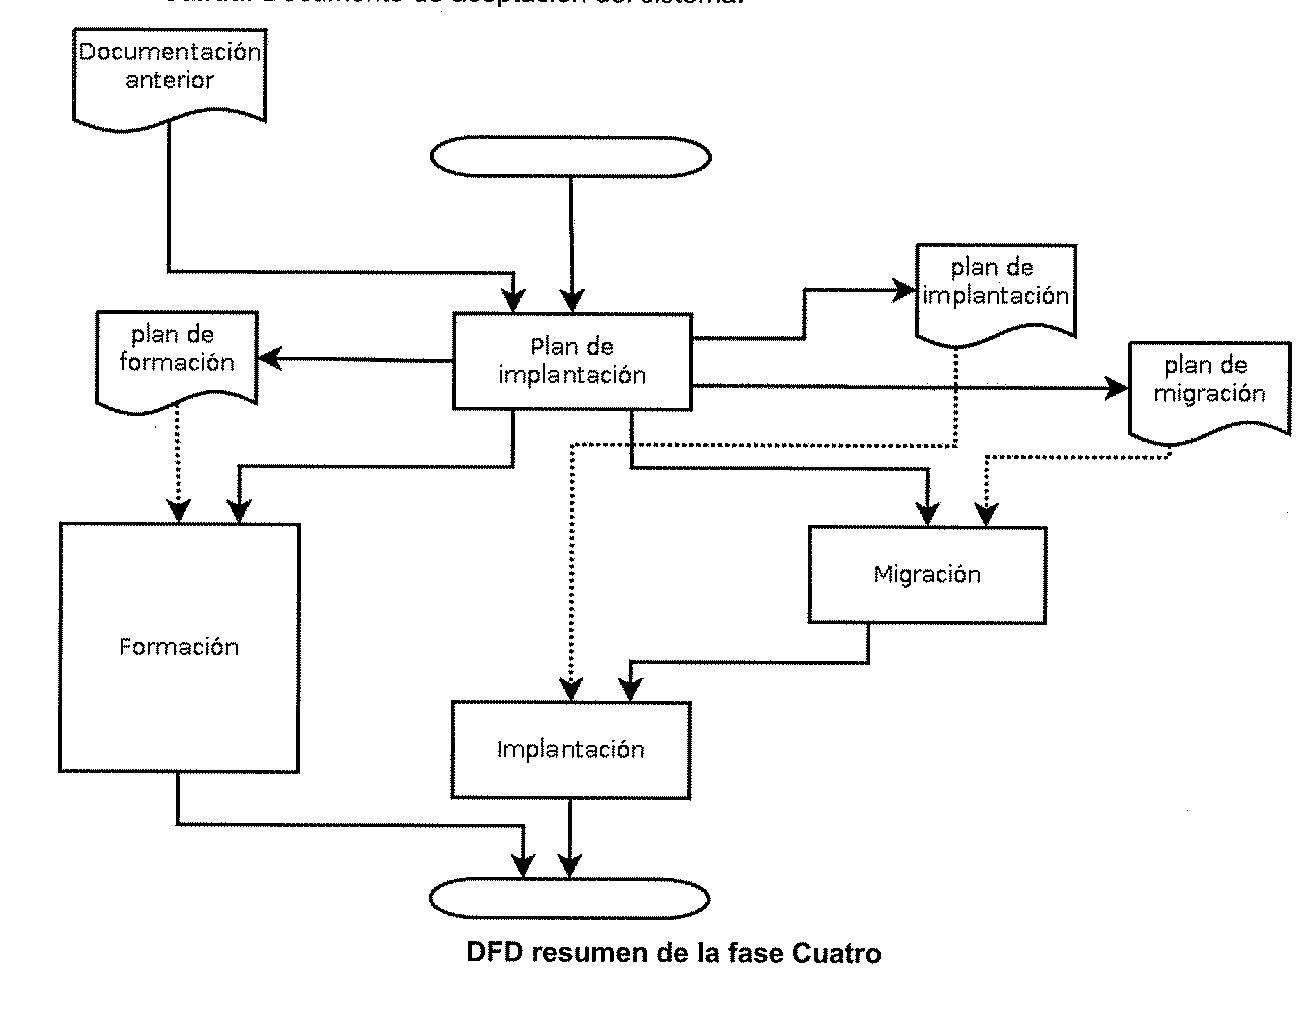 Documentación
anterior
plan de
implantación
plan de
formación
Plan de
implantación
plan de
migración
Migración
Formación
Implantación
DFD resumen de la fase Cuatro